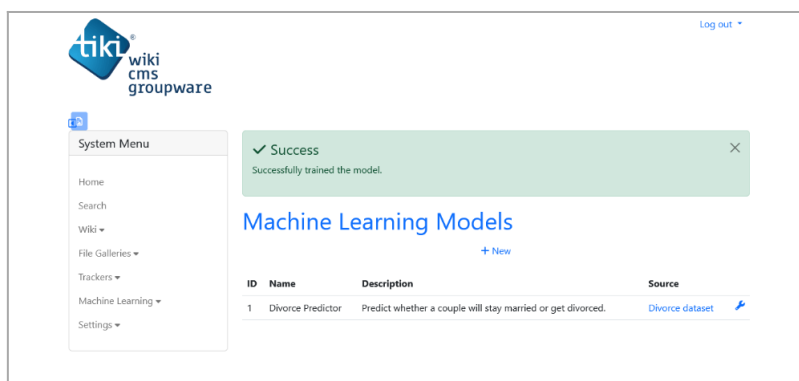 Log out
tiki
wiki
cms
groupware
System Menu
Home
Search
Wiki
File Galleries
Trackers
Machine Learning
Settings
Success
Successfully trained the model.
Machine Learning Models
+ New
ID Name Description Source
1 Divorce Predictor Predict whether a couple will stay married or get divorced. Divorce dataset